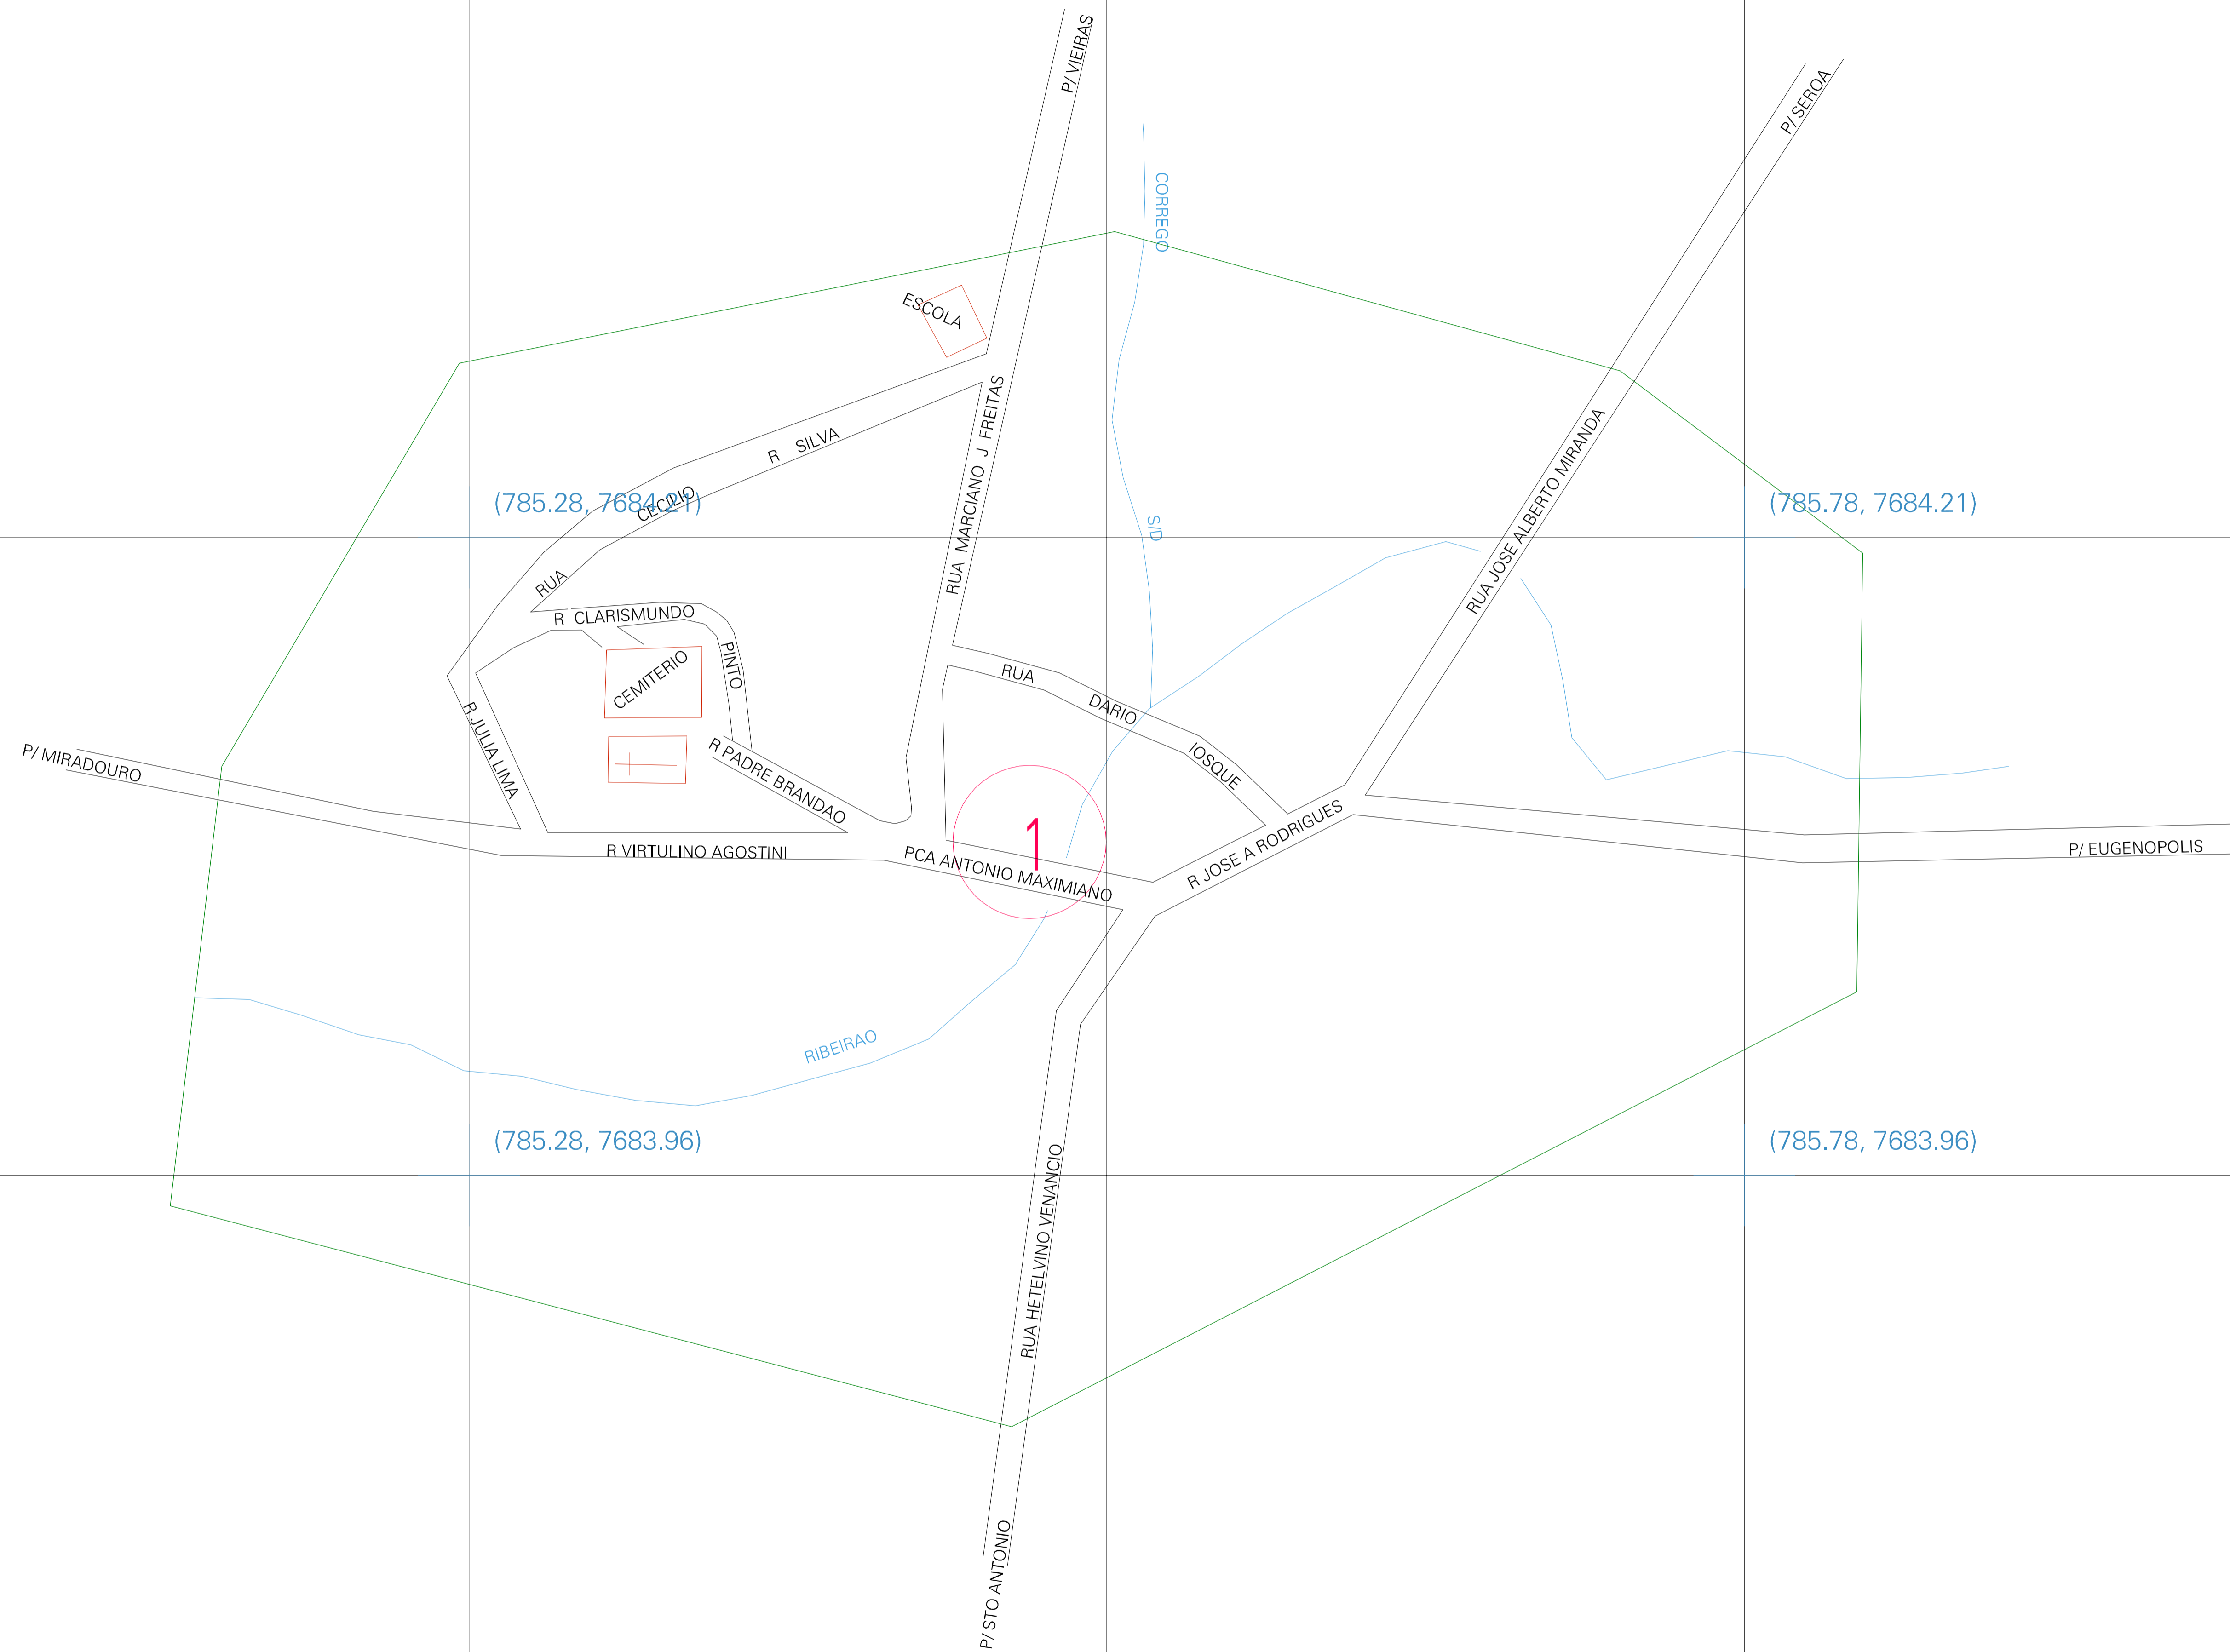 P/ VIEIRAS
P/ SEROA
CORREGO
ESCOLA
R SILVA
RUA MARCIANO J FREITAS
RUA JOSE ALBERTO MIRANDA
(785.28, 7684.21)
CECILIO
(785.78, 7684.21)
S/D
RUA
R CLARISMUNDO
PINTO
CEMITERIO
RUA
DARIO
IOSQUE
R JULIA LIMA
P/ MIRADOURO
R PADRE BRANDAO
1
R JOSE A RODRIGUES
R VIRTULINO AGOSTINI
PCA ANTONIO MAXIMIANO
P/ EUGENOPOLIS
RIBEIRAO
(785.28, 7683.96)
(785.78, 7683.96)
RUA HETELVINO VENANCIO
P/ STO ANTONIO